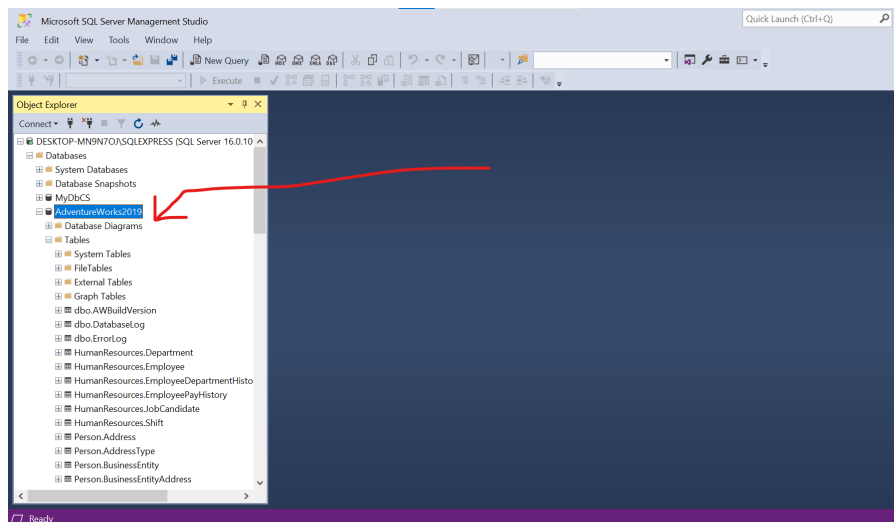 Microsoft SQL Server Management Studio
Quick Launch (Ctrl+Q)
File Edit View Tools Window Help
New Query
Execute
Object Explorer
Connect
DESKTOP-MN9N7OJ\SQLEXPRESS (SQL Server 16.0.10
Databases
System Databases
Database Snapshots
MyDbCS
AdventureWorks2019
Database Diagrams
Tables
System Tables
FileTables
External Tables
Graph Tables
dbo.AWBuildVersion
dbo.DatabaseLog
dbo.ErrorLog
HumanResources.Department
HumanResources.Employee
HumanResources.EmployeeDepartmentHisto
HumanResources.EmployeePayHistory
HumanResources.JobCandidate
HumanResources.Shift
Person.Address
Person.AddressType
Person.BusinessEntity
Person.BusinessEntityAddress
Ready